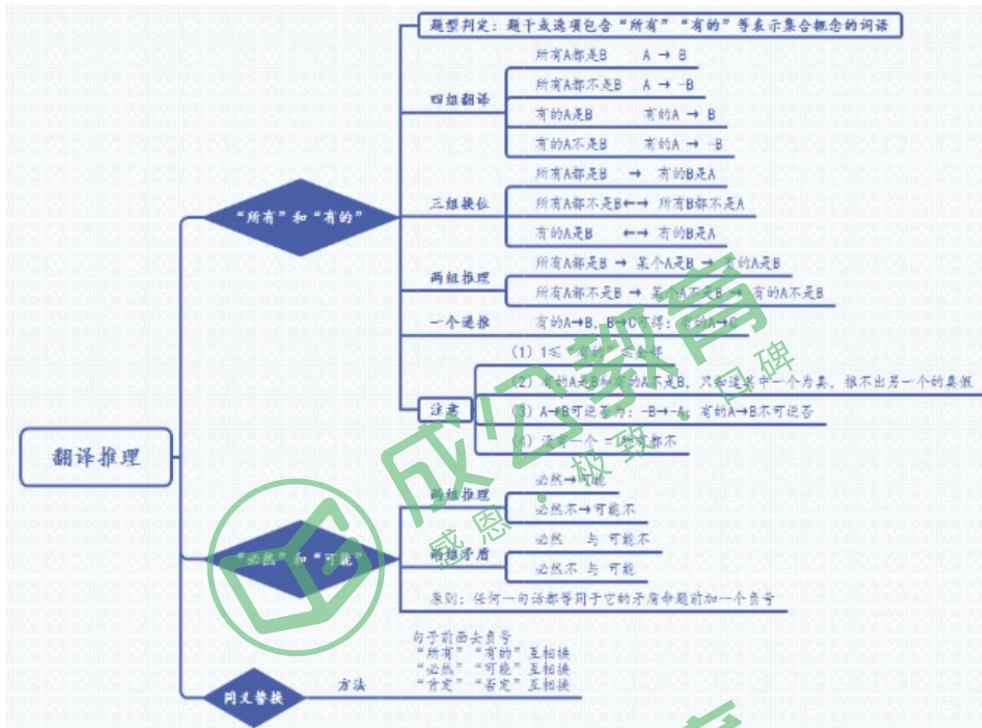 翻译推理
“所有”和“有的”
题型判定：题干或选项包含“所有”“有的”等表示集合概念的词语
四组翻译
所有A都是B A → B
所有A都不是B A → -B
有的A是B 有的A → B
有的A不是B 有的A → -B
三组换位
所有A都是B → 有的B是A
所有A都不是B←→ 所有B都不是A
有的A是B ←→ 有的B是A
两组推理
所有A都是B → 某个A是B → 有的A是B
所有A都不是B → 某个A不是B → 有的A不是B
一个递推
有的A→B，B→C可得：有的A→C
注意
（1）1≤ “有的” ≤全部
（2）有的A是B和有的A不是B，只知道其中一个为真，推不出另一个的真假
（3）A→B可逆否为：-B→-A；有的A→B不可逆否
（4）没有一个 = 所有都不
“必然”和“可能”
两组推理
必然→可能
必然不→可能不
两组矛盾
必然 与 可能不
必然不 与 可能
原则：任何一句话都等同于它的矛盾命题前加一个负号
同义替换
方法
句子前面去负号
“所有”“有的”互相换
“必然”“可能”互相换
“肯定”“否定”互相换
成公教育
感恩·极致·口碑